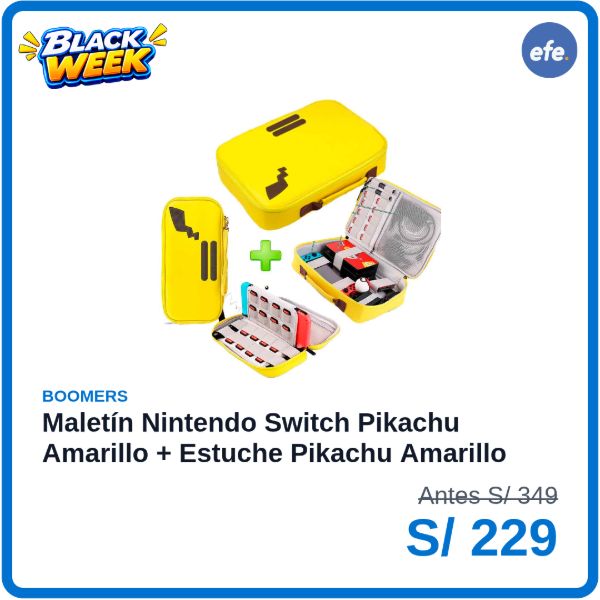 BLACK
WEEK
efe.
BOOMERS
Maletín Nintendo Switch Pikachu
Amarillo + Estuche Pikachu Amarillo
Antes S/ 349
S/ 229